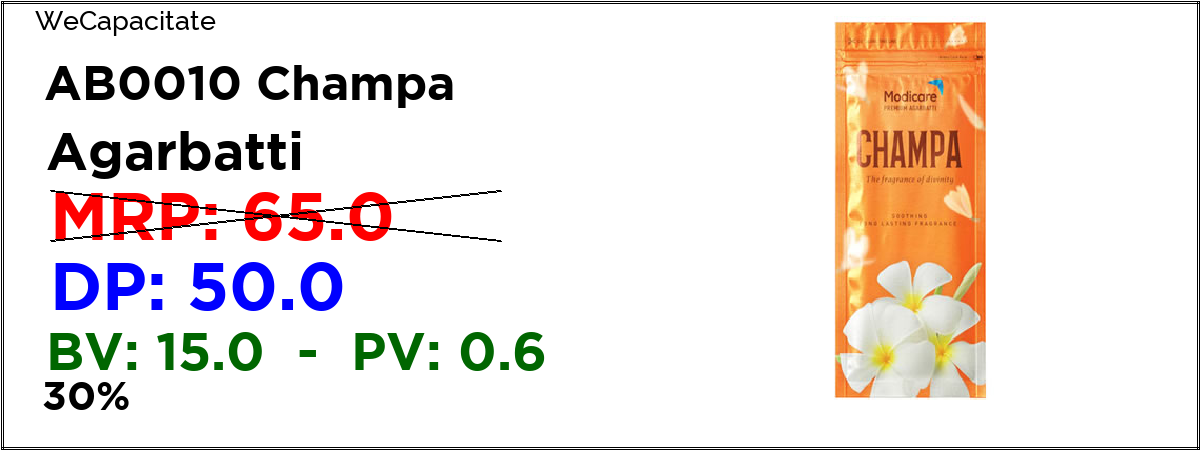 WeCapacitate
AB0010 Champa
Agarbatti
MRP: 65.0
DP: 50.0
BV: 15.0 - PV: 0.6
30%
Modicare
PREMIUM AGARBATTI
CHAMPA
The fragrance of divinity
SOOTHING
LONG LASTING FRAGRANCE